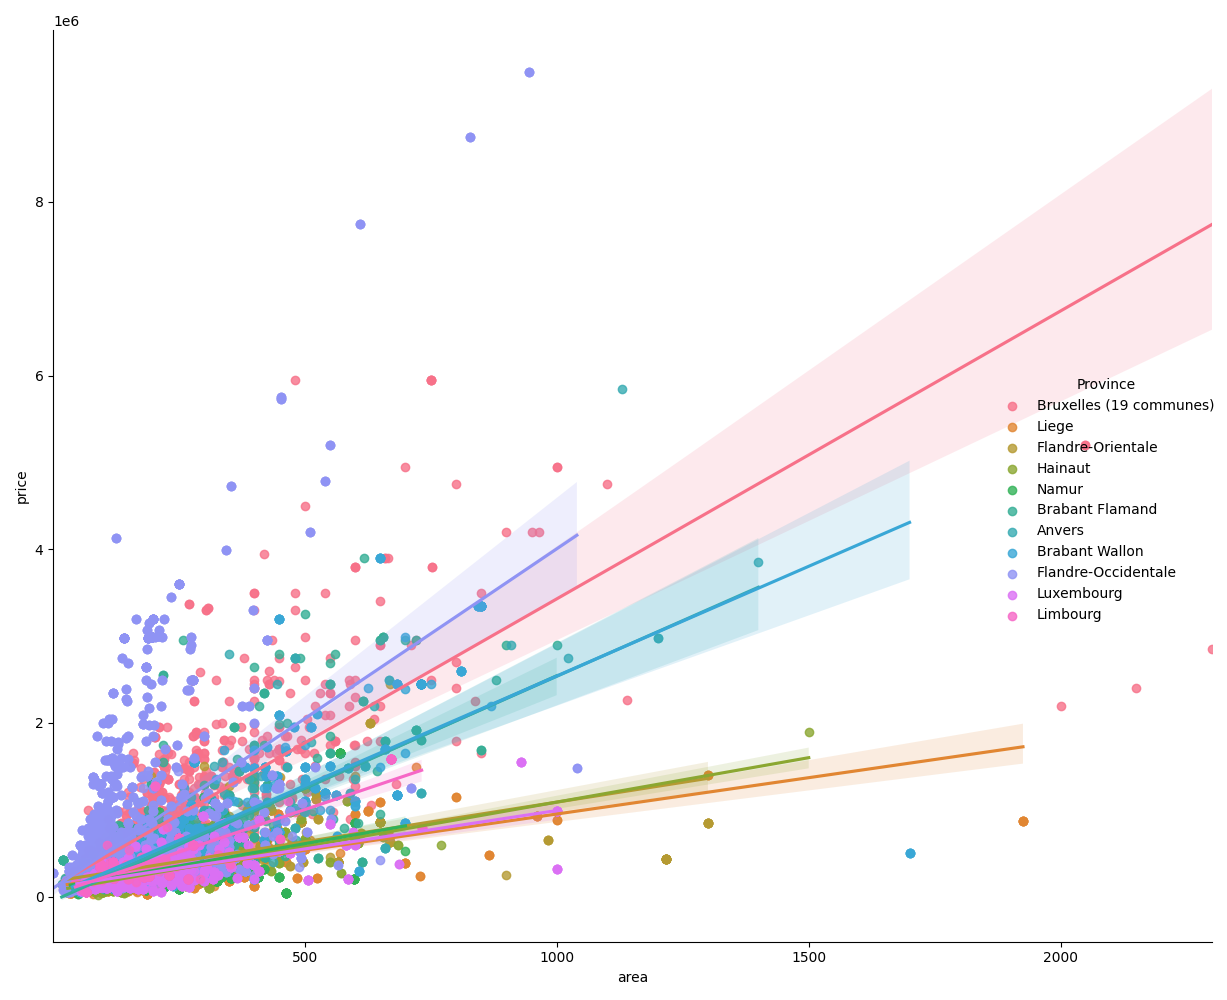 1e6
8
6
4
2
0
price
500
1000
1500
2000
area
Province
Bruxelles (19 communes)
Liege
Flandre-Orientale
Hainaut
Namur
Brabant Flamand
Anvers
Brabant Wallon
Flandre-Occidentale
Luxembourg
Limbourg